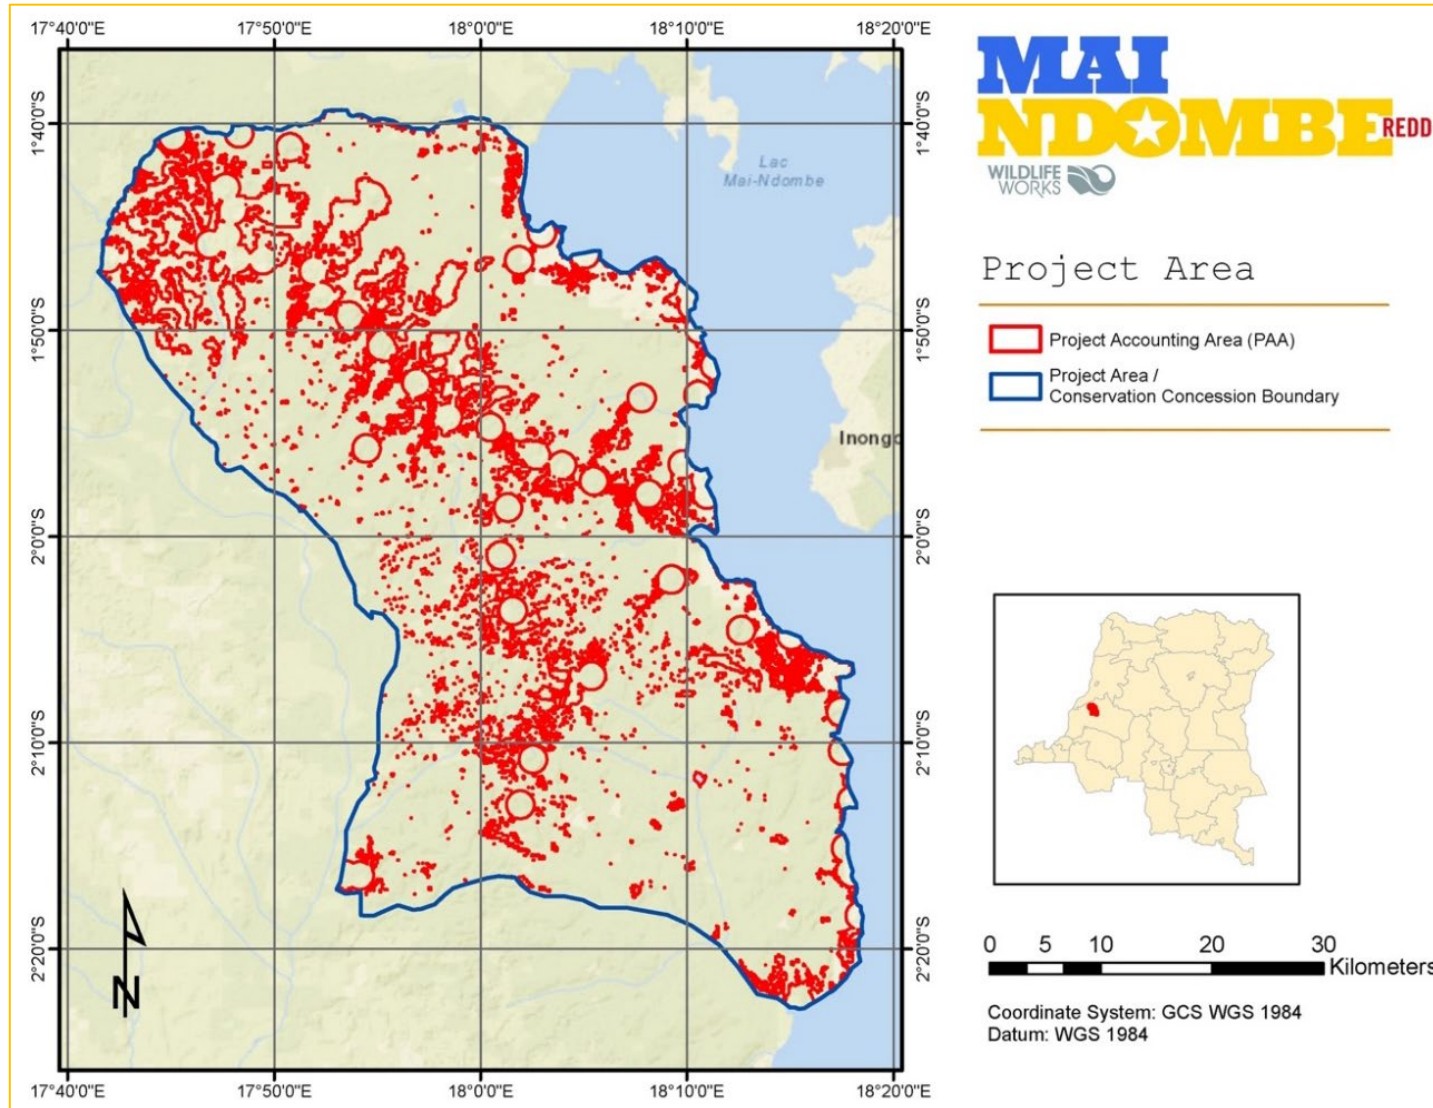 17°40'0"E 17°50'0"E 18°0'0"E 18°10'0"E 18°20'0"E
1°40'0"S
1°50'0"S
2°0'0"S
2°10'0"S
2°20'0"S
Lac
Mai-Ndombe
Inongo
N
1°40'0"S
1°50'0"S
2°0'0"S
2°10'0"S
2°20'0"S
17°40'0"E 17°50'0"E 18°0'0"E 18°10'0"E 18°20'0"E
MAI
NDOMBE REDD
WILDLIFE
WORKS
Project Area
Project Accounting Area (PAA)
Project Area /
Conservation Concession Boundary
0 5 10 20 30
Kilometers
Coordinate System: GCS WGS 1984
Datum: WGS 1984